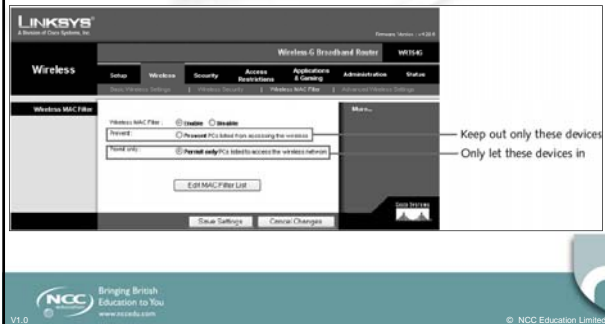 LINKSYS
A Division of Cisco Systems, Inc.
Firmware Version :
Wireless-G Broadband Router WRT54G
Wireless
Setup Wireless Security Access Restrictions Applications & Gaming Administration Status
Basic Wireless Settings | Wireless Security | Wireless MAC Filter | Advanced Wireless Settings
Wireless MAC Filter
More...
Wireless MAC Filter : Enable Disable
Prevent : Prevent PCs listed from accessing the wireless
Permit only : Permit only PCs listed to access the wireless network
Edit MAC Filter List
Save Settings Cancel Changes
CISCO SYSTEMS
Keep out only these devices
Only let these devices in
NCC
Bringing British
Education to You
www.nccedu.com
V1.0
© NCC Education Limited